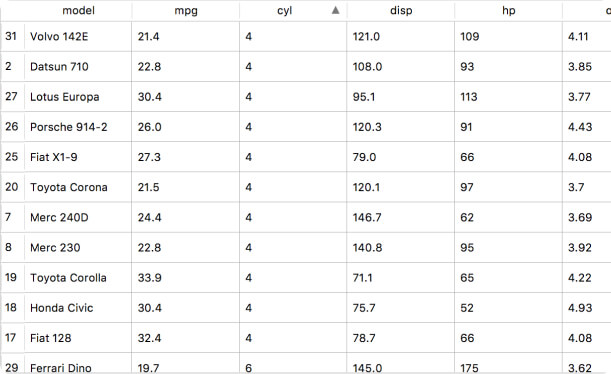 model mpg cyl ▲ disp hp
31 Volvo 142E 21.4 4 121.0 109 4.11
2 Datsun 710 22.8 4 108.0 93 3.85
27 Lotus Europa 30.4 4 95.1 113 3.77
26 Porsche 914-2 26.0 4 120.3 91 4.43
25 Fiat X1-9 27.3 4 79.0 66 4.08
20 Toyota Corona 21.5 4 120.1 97 3.7
7 Merc 240D 24.4 4 146.7 62 3.69
8 Merc 230 22.8 4 140.8 95 3.92
19 Toyota Corolla 33.9 4 71.1 65 4.22
18 Honda Civic 30.4 4 75.7 52 4.93
17 Fiat 128 32.4 4 78.7 66 4.08
29 Ferrari Dino 19.7 6 145.0 175 3.62